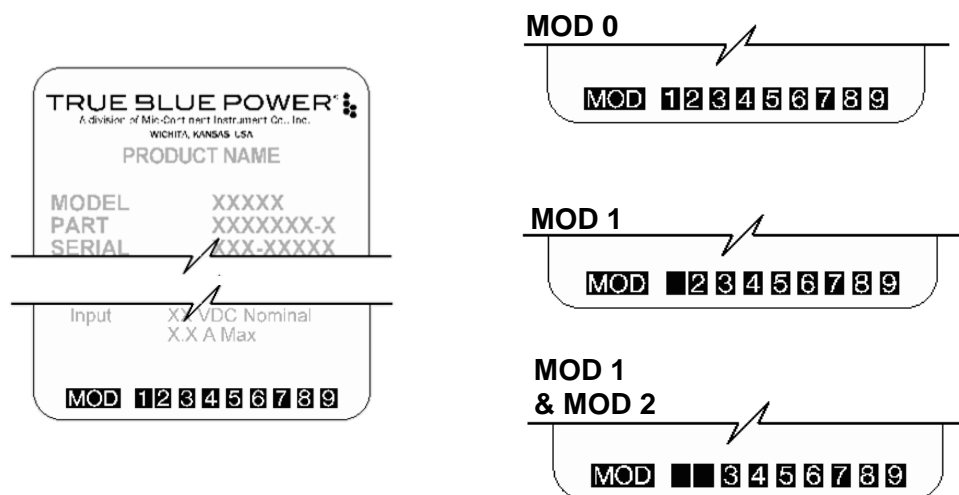 TRUE BLUE POWER
A division of Mid-Continent Instrument Co., Inc.
WICHITA, KANSAS USA
PRODUCT NAME
MODEL XXXXX
PART XXXXXXX-X
SERIAL XXX-XXXXX
Input XX VDC Nominal
X.X A Max
MOD 1 2 3 4 5 6 7 8 9
MOD 0
MOD 1 2 3 4 5 6 7 8 9
MOD 1
MOD 2 3 4 5 6 7 8 9
MOD 1
& MOD 2
MOD 3 4 5 6 7 8 9